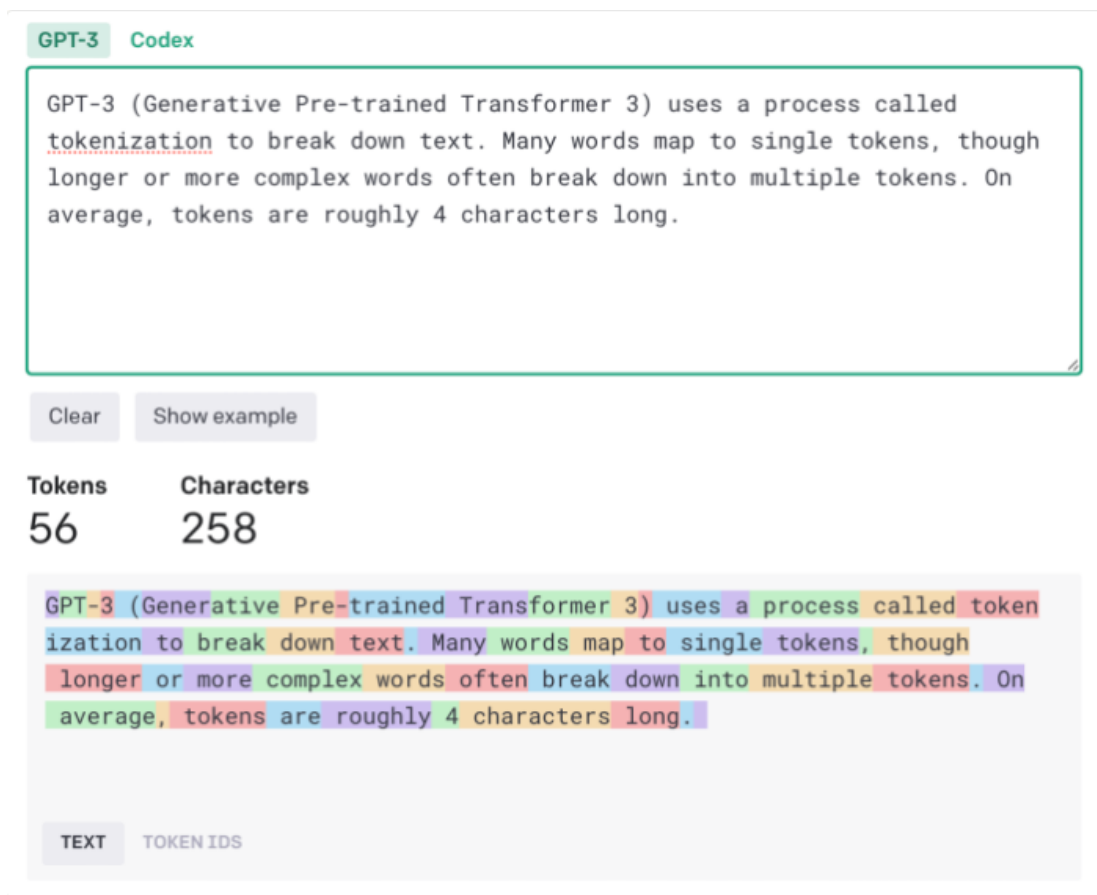 GPT-3 Codex
GPT-3 (Generative Pre-trained Transformer 3) uses a process called
tokenization to break down text. Many words map to single tokens, though
longer or more complex words often break down into multiple tokens. On
average, tokens are roughly 4 characters long.
Clear Show example
Tokens Characters
56 258
GPT-3 (Generative Pre-trained Transformer 3) uses a process called token
ization to break down text. Many words map to single tokens, though
longer or more complex words often break down into multiple tokens. On
average, tokens are roughly 4 characters long.
TEXT TOKEN IDS